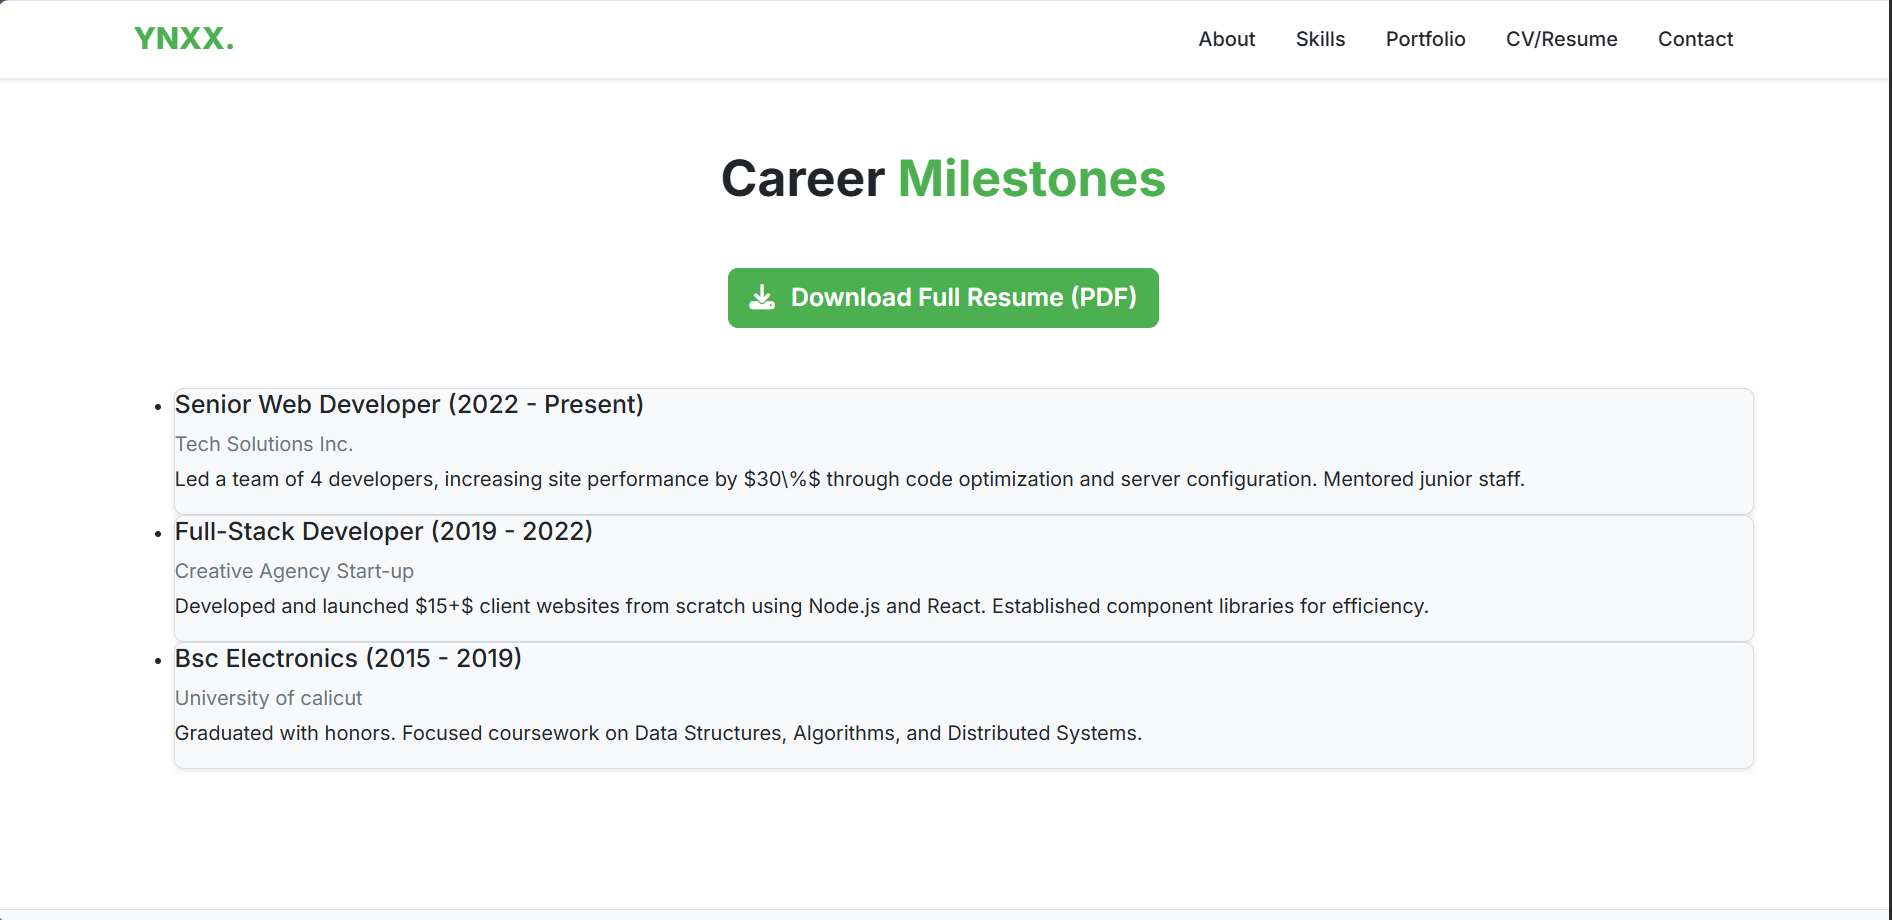 YNXX.
About Skills Portfolio CV/Resume Contact
Career Milestones
Download Full Resume (PDF)
• Senior Web Developer (2022 - Present)
Tech Solutions Inc.
Led a team of 4 developers, increasing site performance by $30\%$ through code optimization and server configuration. Mentored junior staff.
• Full-Stack Developer (2019 - 2022)
Creative Agency Start-up
Developed and launched $15+$ client websites from scratch using Node.js and React. Established component libraries for efficiency.
• Bsc Electronics (2015 - 2019)
University of calicut
Graduated with honors. Focused coursework on Data Structures, Algorithms, and Distributed Systems.